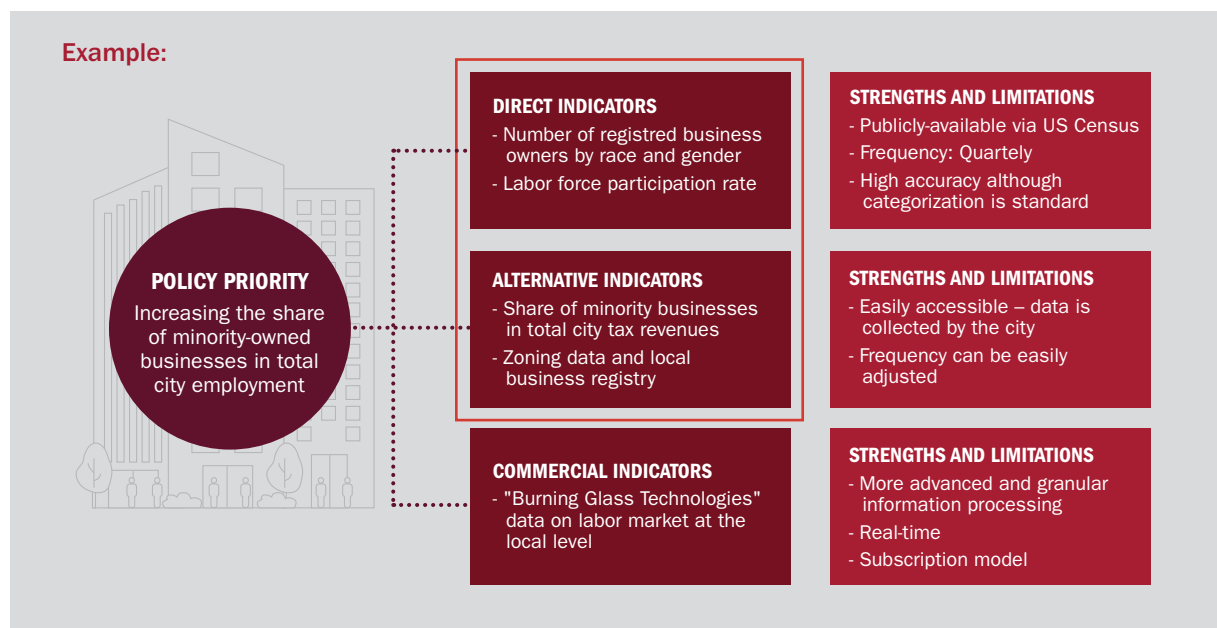 Example:
POLICY PRIORITY
Increasing the share
of minority-owned
businesses in total
city employment
DIRECT INDICATORS
- Number of registred business
owners by race and gender
- Labor force participation rate
STRENGTHS AND LIMITATIONS
- Publicly-available via US Census
- Frequency: Quartely
- High accuracy although
categorization is standard
ALTERNATIVE INDICATORS
- Share of minority businesses
in total city tax revenues
- Zoning data and local
business registry
STRENGTHS AND LIMITATIONS
- Easily accessible – data is
collected by the city
- Frequency can be easily
adjusted
COMMERCIAL INDICATORS
- "Burning Glass Technologies"
data on labor market at the
local level
STRENGTHS AND LIMITATIONS
- More advanced and granular
information processing
- Real-time
- Subscription model